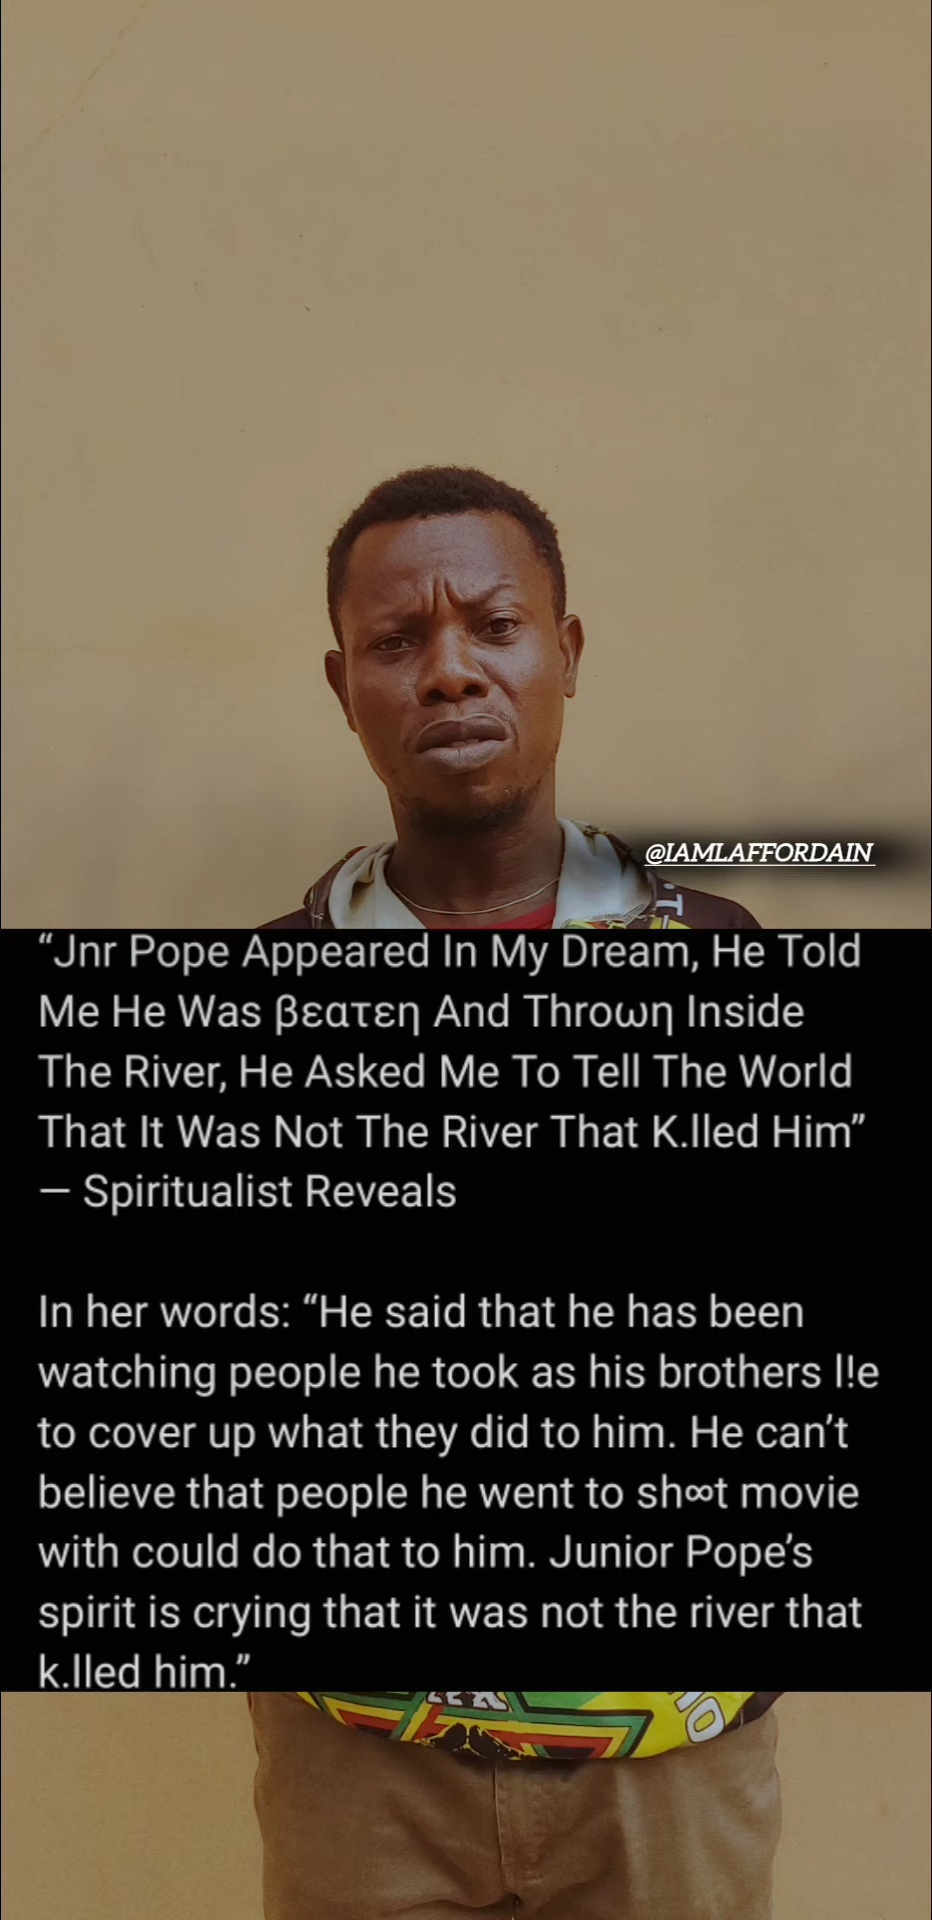 @IAMLAFFORDAIN
“Jnr Pope Appeared In My Dream, He Told
Me He Was βεατεη And Throωη Inside
The River, He Asked Me To Tell The World
That It Was Not The River That K.lled Him”
— Spiritualist Reveals
In her words: “He said that he has been
watching people he took as his brothers l!e
to cover up what they did to him. He can’t
believe that people he went to sh∞t movie
with could do that to him. Junior Pope’s
spirit is crying that it was not the river that
k.lled him.”